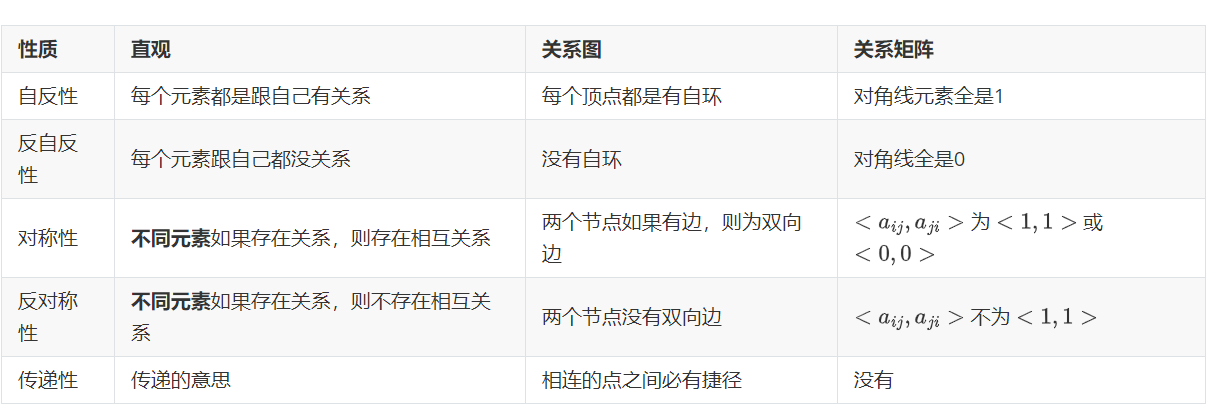 性质 直观 关系图 关系矩阵
自反性 每个元素都是跟自己有关系 每个顶点都是有自环 对角线元素全是1
反自反
性
每个元素跟自己都没关系 没有自环 对角线全是0
对称性 不同元素如果存在关系，则存在相互关系
两个节点如果有边，则为双向
边
< a_{ij}, a_{ji} > 为 < 1, 1 > 或
< 0, 0 >
反对称
性
不同元素如果存在关系，则不存在相互关
系
两个节点没有双向边 < a_{ij}, a_{ji} > 不为 < 1, 1 >
传递性 传递的意思 相连的点之间必有捷径 没有